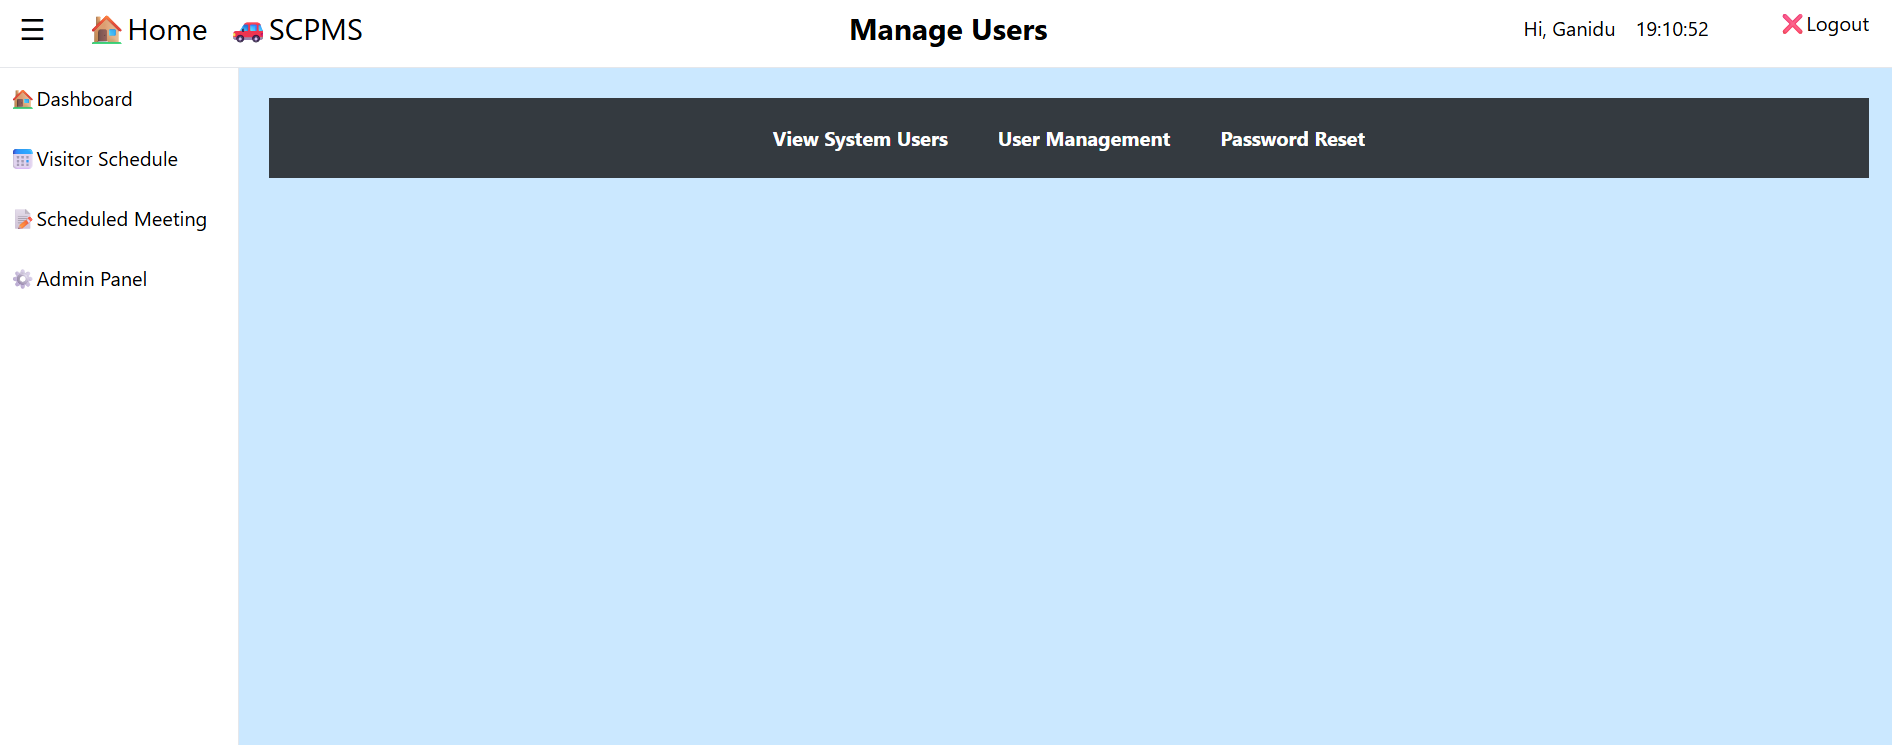 ☰ 🏠Home 🚗SCPMS Manage Users Hi, Ganidu 19:10:52 ❌Logout
🏠Dashboard
View System Users User Management Password Reset
📅Visitor Schedule
📝Scheduled Meeting
⚙️Admin Panel